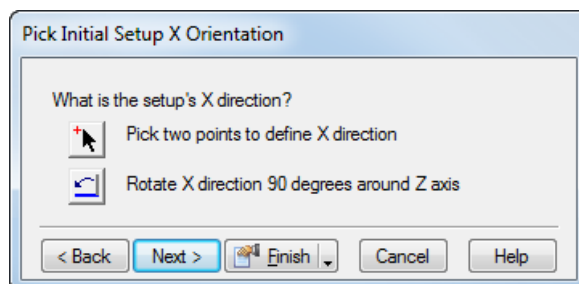 Pick Initial Setup X Orientation
What is the setup's X direction?
Pick two points to define X direction
Rotate X direction 90 degrees around Z axis
< Back Next > Finish Cancel Help